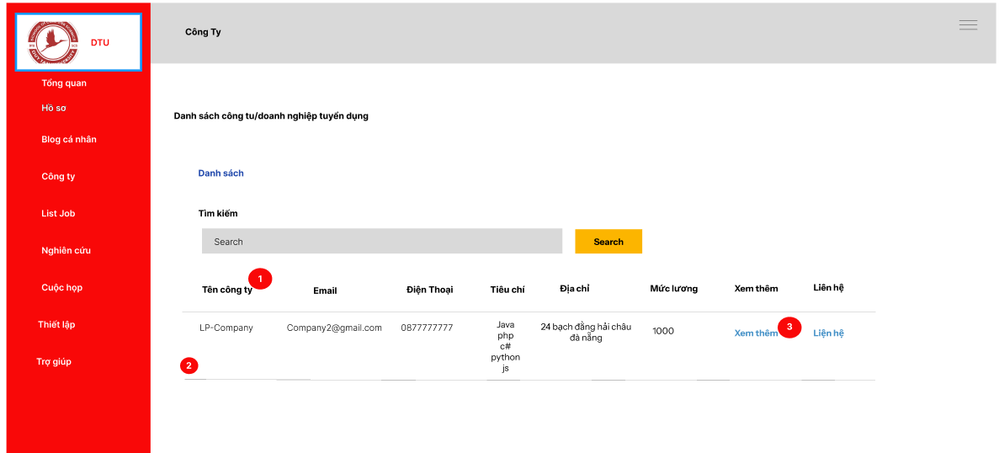 DTU
Công Ty
Tổng quan
Hồ sơ
Blog cá nhân
Công ty
List Job
Nghiên cứu
Cuộc họp
Thiết lập
Trợ giúp
Danh sách công tu/doanh nghiệp tuyển dụng
Danh sách
Tìm kiếm
Search
Search
1
Tên công ty Email Điện Thoại Tiêu chí Địa chỉ Mức lương Xem thêm Liên hệ
LP-Company Company2@gmail.com 0877777777
Java
php
c#
python
js
24 bạch đằng hải châu
đà nẵng
1000
Xem thêm
3
Liện hệ
2